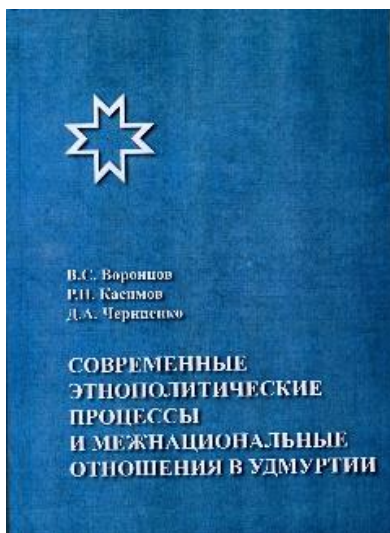 В.С. Воронцов
Р.Н. Касимов
Д.А. Черниенко
СОВРЕМЕННЫЕ
ЭТНОПОЛИТИЧЕСКИЕ
ПРОЦЕССЫ
И МЕЖНАЦИОНАЛЬНЫЕ
ОТНОШЕНИЯ В УДМУРТИИ